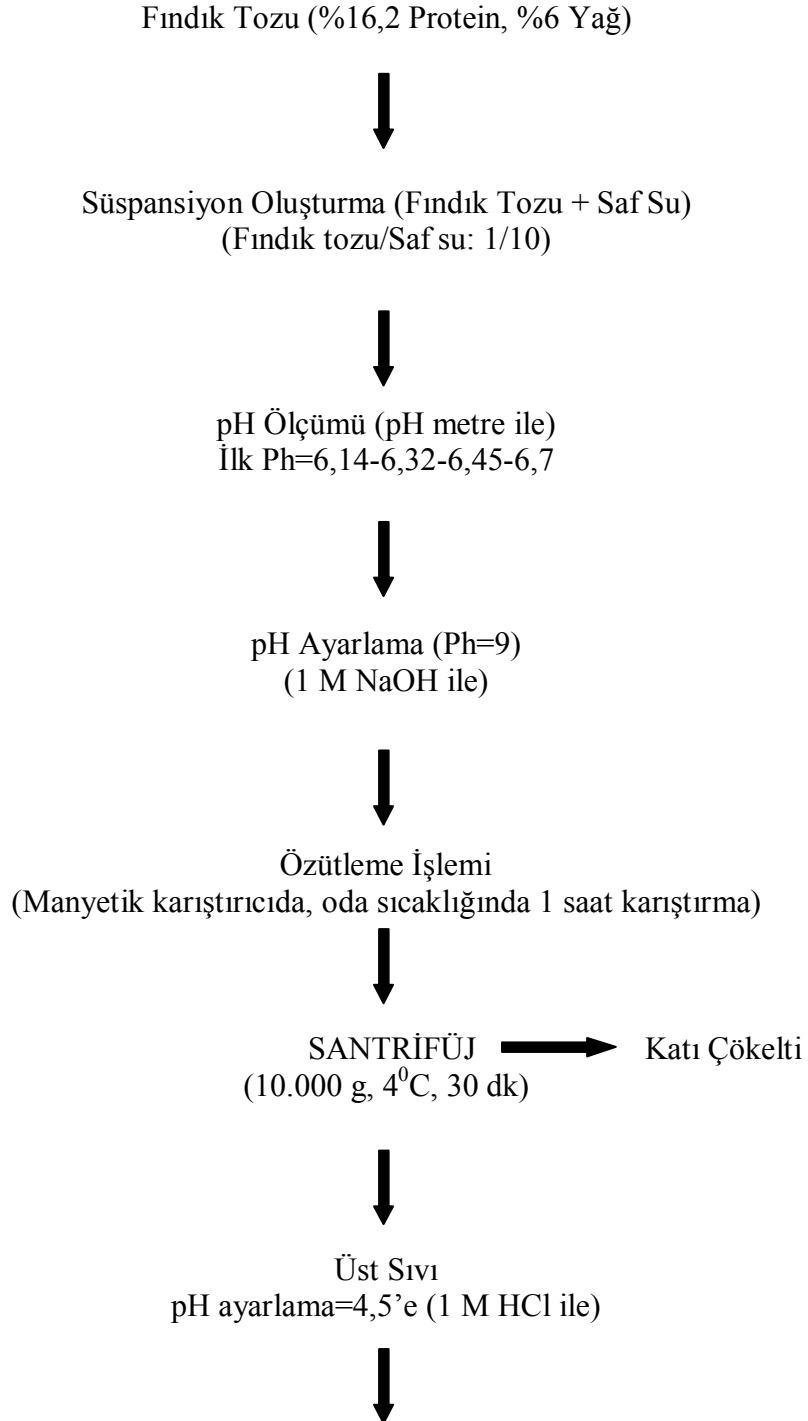 Fındık Tozu (%16,2 Protein, %6 Yağ)
Süspansiyon Oluşturma (Fındık Tozu + Saf Su)
(Fındık tozu/Saf su: 1/10)
pH Ölçümü (pH metre ile)
İlk Ph=6,14-6,32-6,45-6,7
pH Ayarlama (Ph=9)
(1 M NaOH ile)
Özütleme İşlemi
(Manyetik karıştırıcıda, oda sıcaklığında 1 saat karıştırma)
SANTRİFÜJ Katı Çökelti
(10.000 g, 4⁰C, 30 dk)
Üst Sıvı
pH ayarlama=4,5’e (1 M HCl ile)